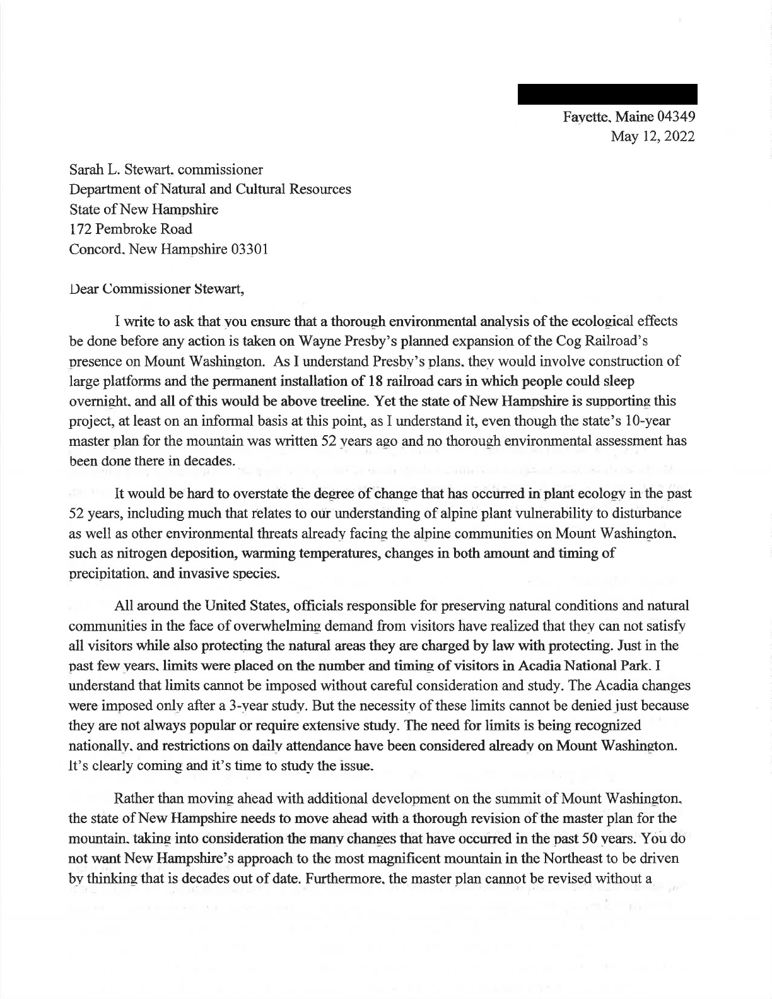 Fayette, Maine 04349
May 12, 2022
Sarah L. Stewart, commissioner
Department of Natural and Cultural Resources
State of New Hampshire
172 Pembroke Road
Concord, New Hampshire 03301
Dear Commissioner Stewart,
I write to ask that you ensure that a thorough environmental analysis of the ecological effects
be done before any action is taken on Wayne Presby's planned expansion of the Cog Railroad's
presence on Mount Washington. As I understand Presby's plans, they would involve construction of
large platforms and the permanent installation of 18 railroad cars in which people could sleep
overnight, and all of this would be above treeline. Yet the state of New Hampshire is supporting this
project, at least on an informal basis at this point, as I understand it, even though the state's 10-year
master plan for the mountain was written 52 years ago and no thorough environmental assessment has
been done there in decades.
It would be hard to overstate the degree of change that has occurred in plant ecology in the past
52 years, including much that relates to our understanding of alpine plant vulnerability to disturbance
as well as other environmental threats already facing the alpine communities on Mount Washington,
such as nitrogen deposition, warming temperatures, changes in both amount and timing of
precipitation, and invasive species.
All around the United States, officials responsible for preserving natural conditions and natural
communities in the face of overwhelming demand from visitors have realized that they can not satisfy
all visitors while also protecting the natural areas they are charged by law with protecting. Just in the
past few years, limits were placed on the number and timing of visitors in Acadia National Park. I
understand that limits cannot be imposed without careful consideration and study. The Acadia changes
were imposed only after a 3-year study. But the necessity of these limits cannot be denied just because
they are not always popular or require extensive study. The need for limits is being recognized
nationally, and restrictions on daily attendance have been considered already on Mount Washington.
It's clearly coming and it's time to study the issue.
Rather than moving ahead with additional development on the summit of Mount Washington,
the state of New Hampshire needs to move ahead with a thorough revision of the master plan for the
mountain, taking into consideration the many changes that have occurred in the past 50 years. You do
not want New Hampshire's approach to the most magnificent mountain in the Northeast to be driven
by thinking that is decades out of date. Furthermore, the master plan cannot be revised without a